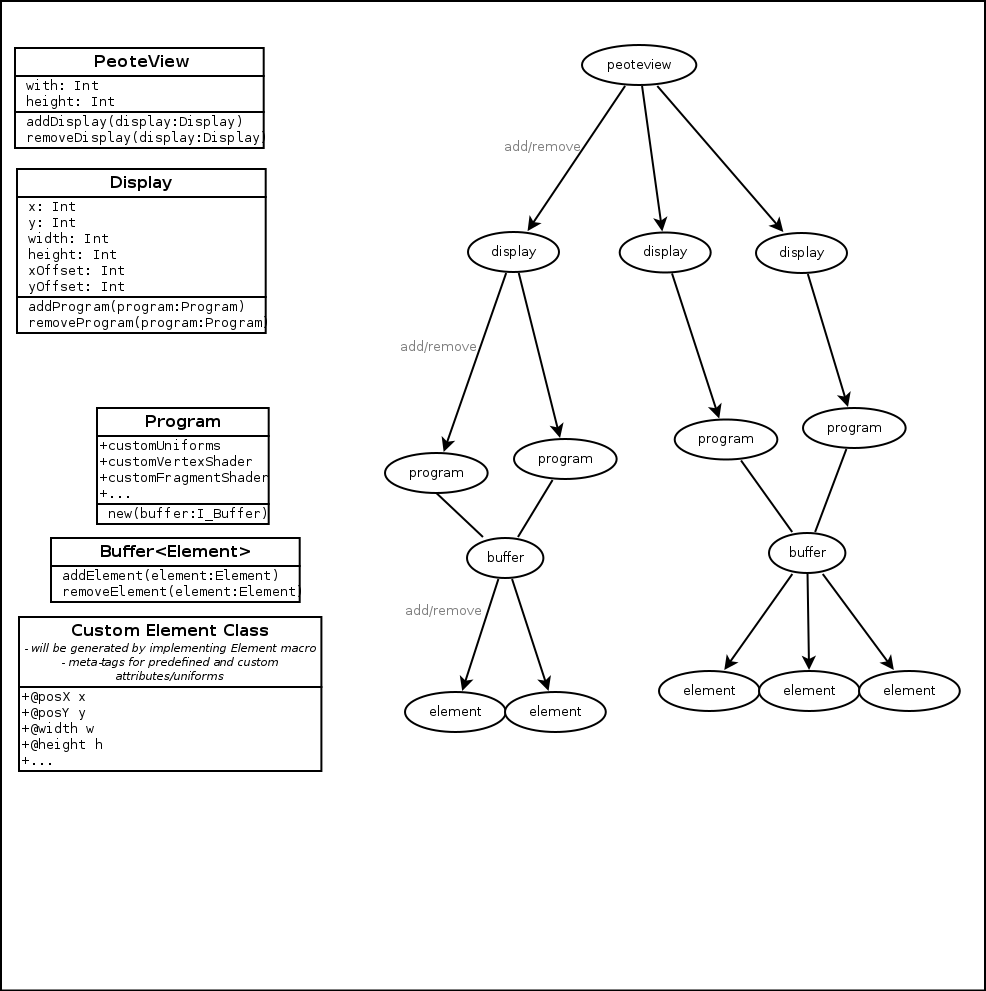 PeoteView
with: Int
height: Int
addDisplay(display:Display)
removeDisplay(display:Display)
Display
x: Int
y: Int
width: Int
height: Int
xOffset: Int
yOffset: Int
addProgram(program:Program)
removeProgram(program:Program)
Program
+customUniforms
+customVertexShader
+customFragmentShader
+...
new(buffer:I_Buffer)
Buffer<Element>
addElement(element:Element)
removeElement(element:Element)
Custom Element Class
- will be generated by implementing Element macro
- meta-tags for predefined and custom
attributes/uniforms
+@posX x
+@posY y
+@width w
+@height h
+...
peoteview
add/remove
display
display
display
add/remove
program
program
program
program
buffer
buffer
add/remove
element
element
element
element
element